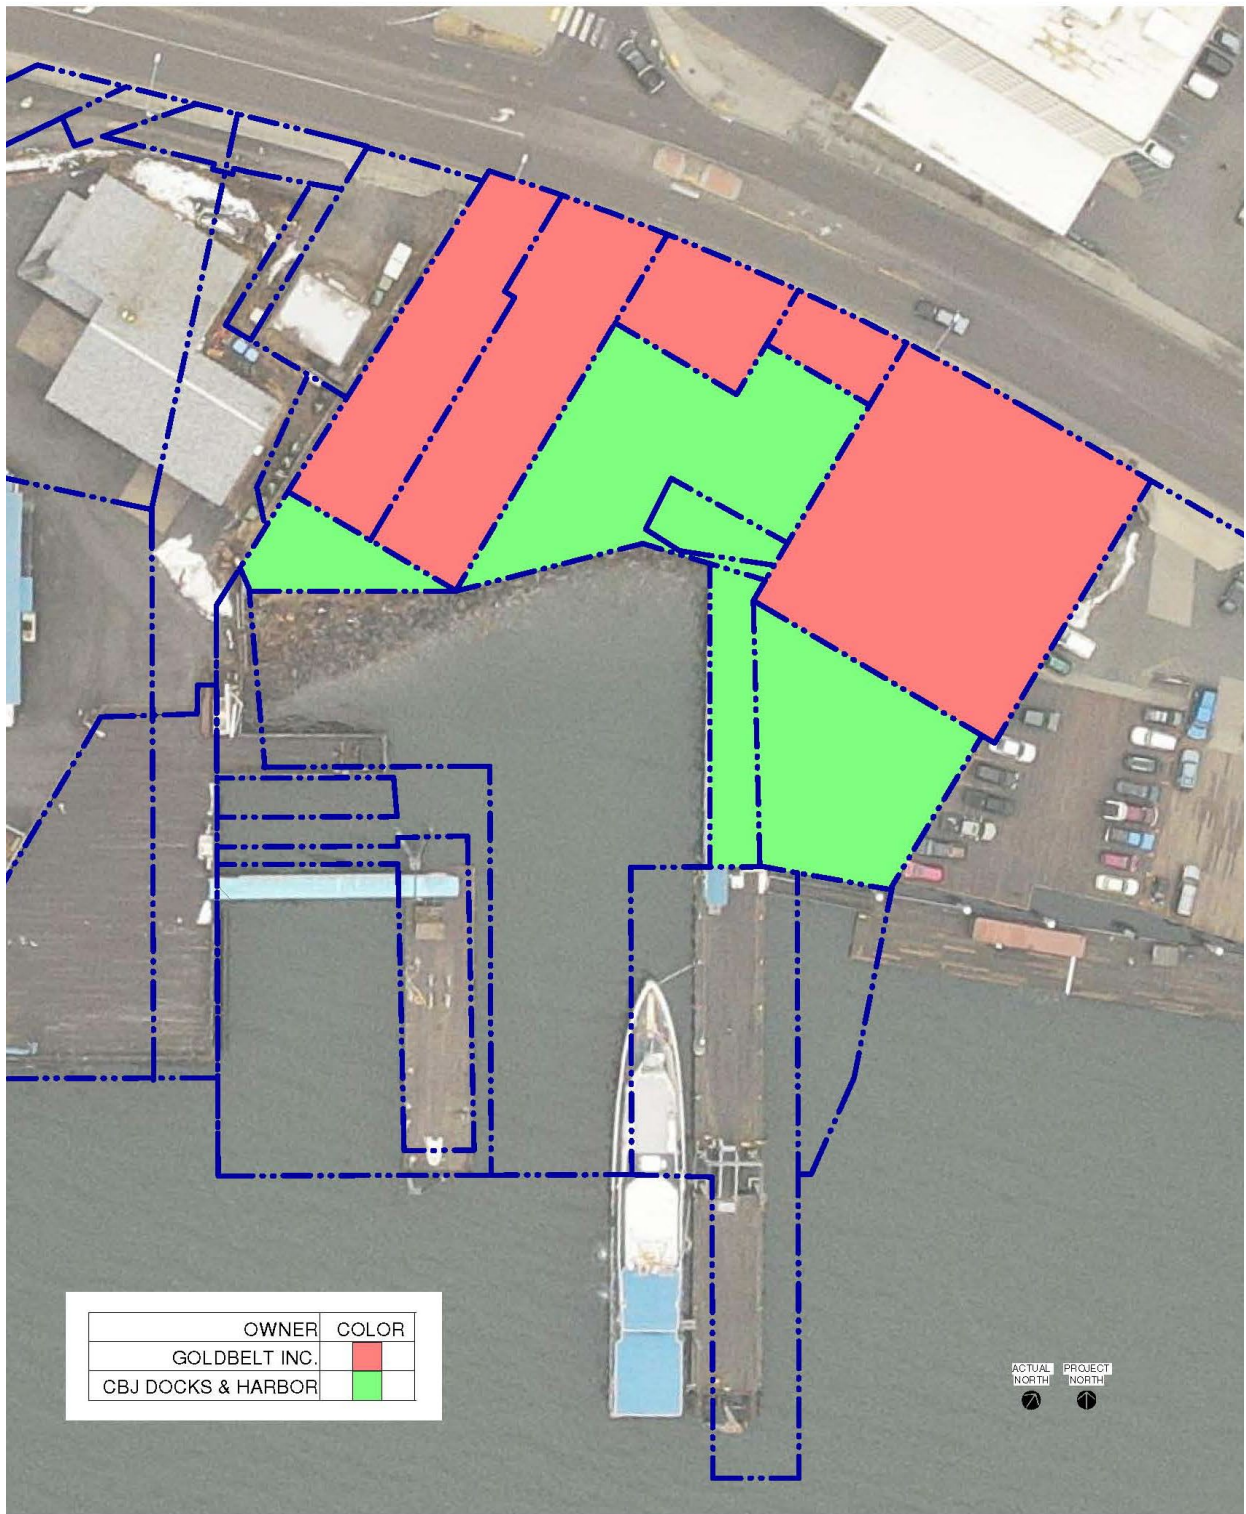 OWNER COLOR
GOLDBELT INC.
CBJ DOCKS & HARBOR
ACTUAL NORTH
PROJECT NORTH